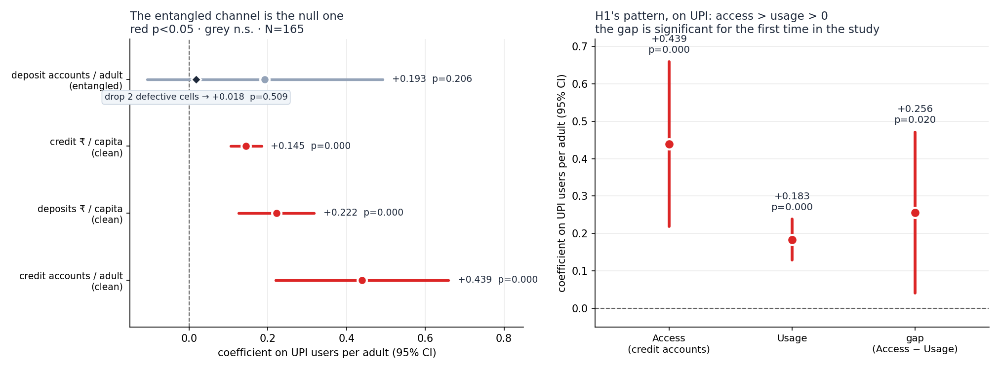 The entangled channel is the null one
red p<0.05 · grey n.s. · N=165
deposit accounts / adult
(entangled)
+0.193  p=0.206
drop 2 defective cells → +0.018  p=0.509
credit ₹ / capita
(clean)
+0.145  p=0.000
deposits ₹ / capita
(clean)
+0.222  p=0.000
credit accounts / adult
(clean)
+0.439  p=0.000
0.0
0.2
0.4
0.6
0.8
coefficient on UPI users per adult (95% CI)
H1's pattern, on UPI: access > usage > 0
the gap is significant for the first time in the study
coefficient on UPI users per adult (95% CI)
0.7
0.6
0.5
0.4
0.3
0.2
0.1
0.0
+0.439
p=0.000
+0.183
p=0.000
+0.256
p=0.020
Access
(credit accounts)
Usage
gap
(Access − Usage)